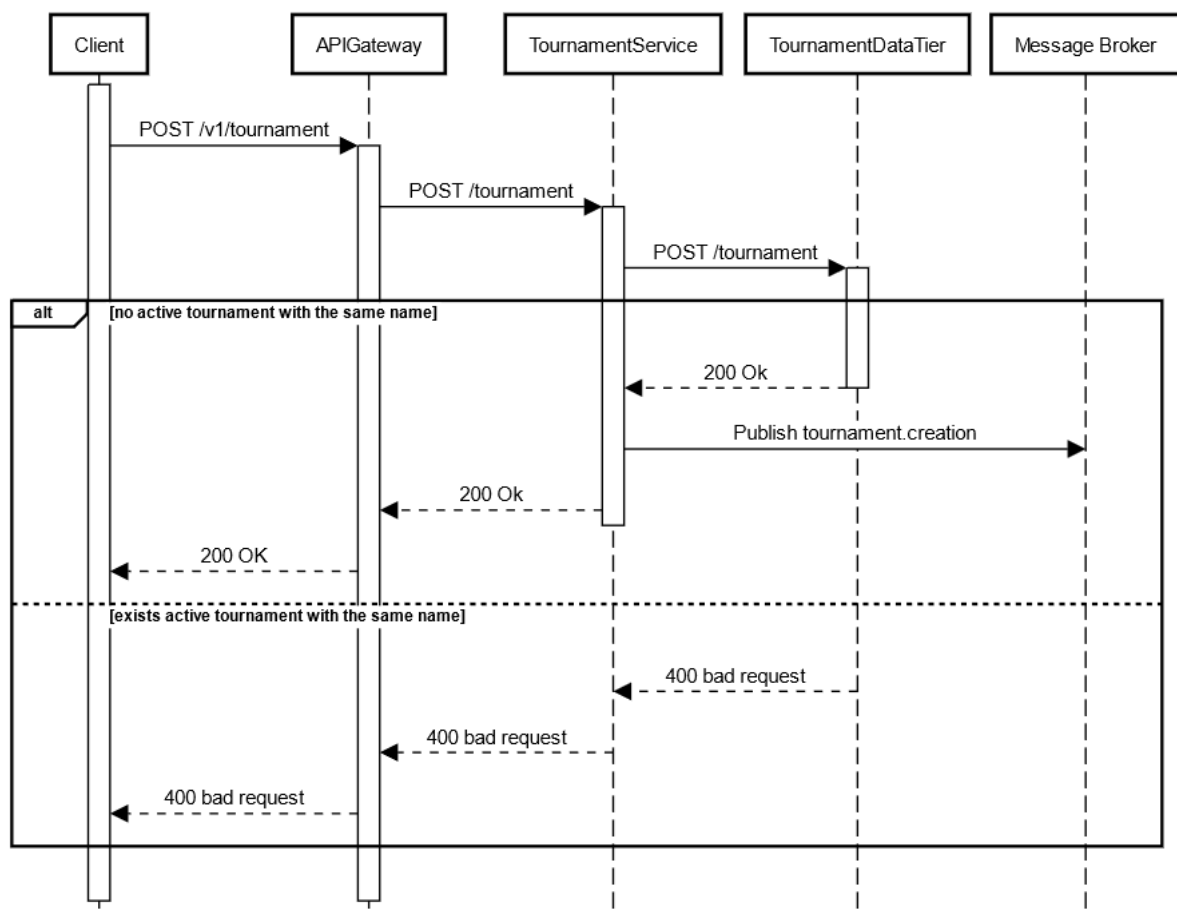 Client
APIGateway
TournamentService
TournamentDataTier
Message Broker
POST /v1/tournament
POST /tournament
POST /tournament
alt
[no active tournament with the same name]
200 Ok
Publish tournament.creation
200 Ok
200 OK
[exists active tournament with the same name]
400 bad request
400 bad request
400 bad request